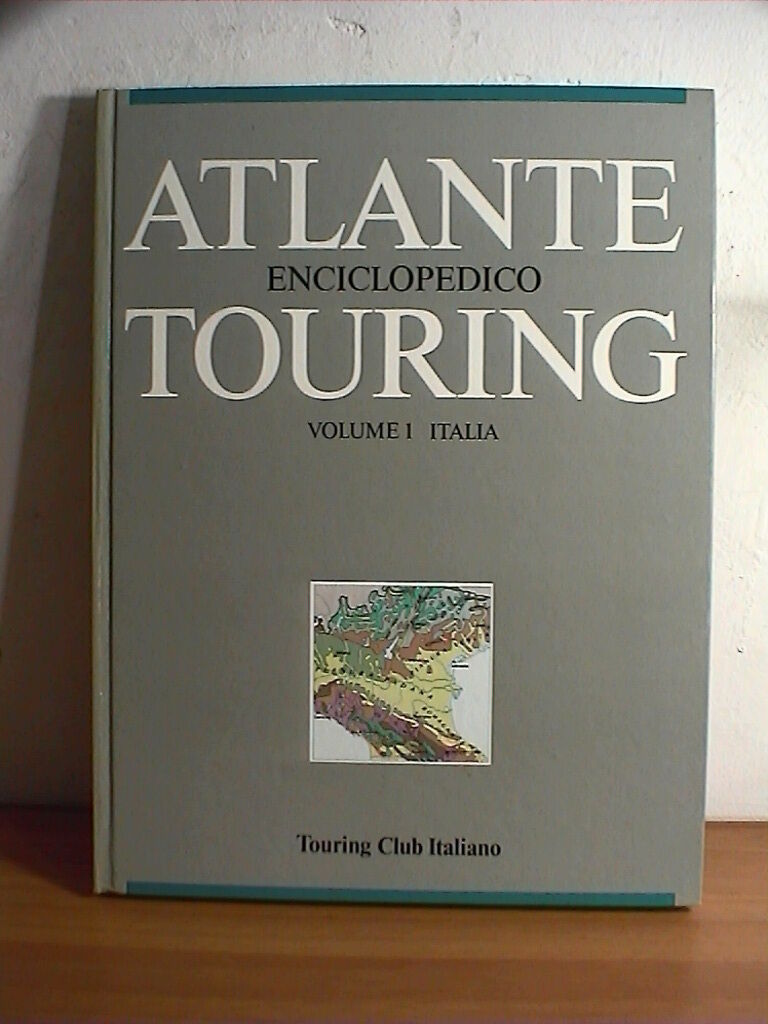 ATLANTE
ENCICLOPEDICO
TOURING
VOLUME 1 ITALIA
Touring Club Italiano